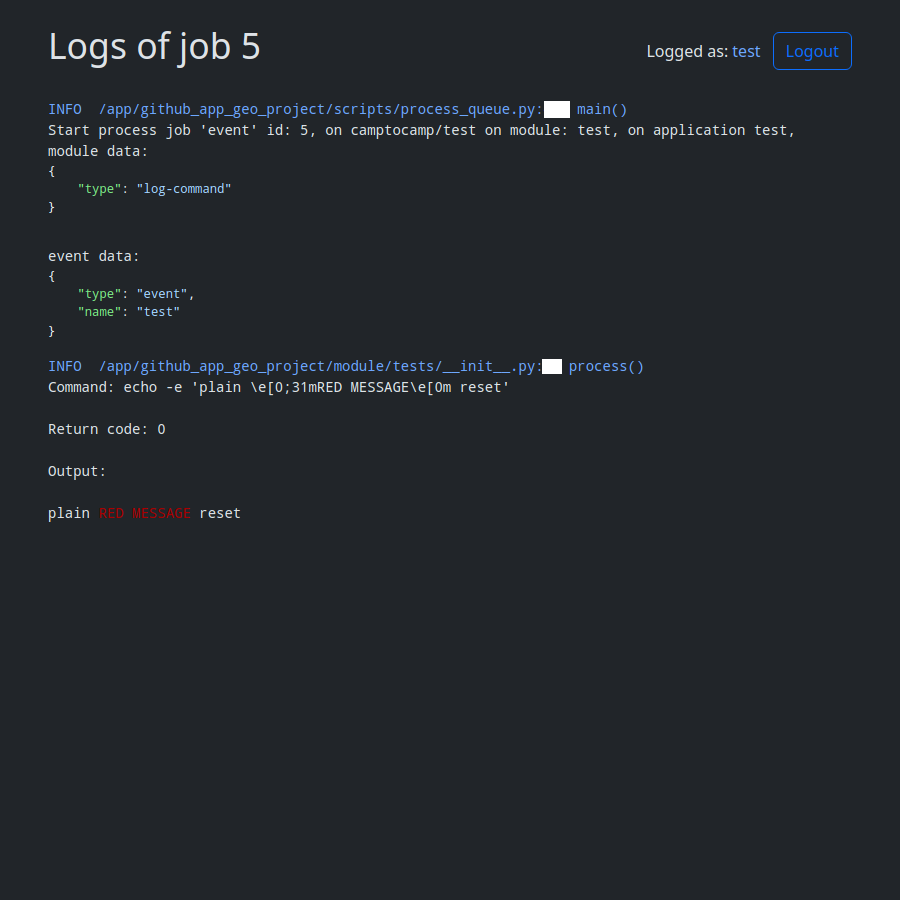 Logs of job 5
Logged as: test Logout
INFO  /app/github_app_geo_project/scripts/process_queue.py: main()
Start process job 'event' id: 5, on camptocamp/test on module: test, on application test,
module data:
{
    "type": "log-command"
}
event data:
{
    "type": "event",
    "name": "test"
}
INFO  /app/github_app_geo_project/module/tests/__init__.py: process()
Command: echo -e 'plain \e[0;31mRED MESSAGE\e[0m reset'
Return code: 0
Output:
plain RED MESSAGE reset